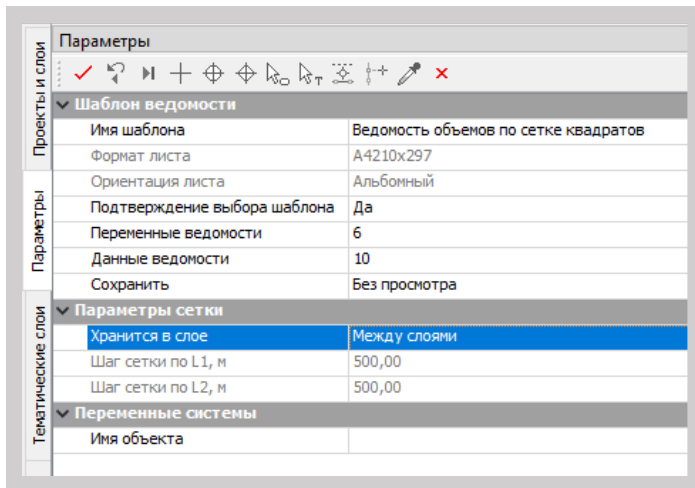 Параметры
Проекты и слои
Параметры
Тематические слои
Шаблон ведомости
Имя шаблона Ведомость объемов по сетке квадратов
Формат листа A4210x297
Ориентация листа Альбомный
Подтверждение выбора шаблона Да
Переменные ведомости 6
Данные ведомости 10
Сохранить Без просмотра
Параметры сетки
Хранится в слое Между слоями
Шаг сетки по L1, м 500,00
Шаг сетки по L2, м 500,00
Переменные системы
Имя объекта